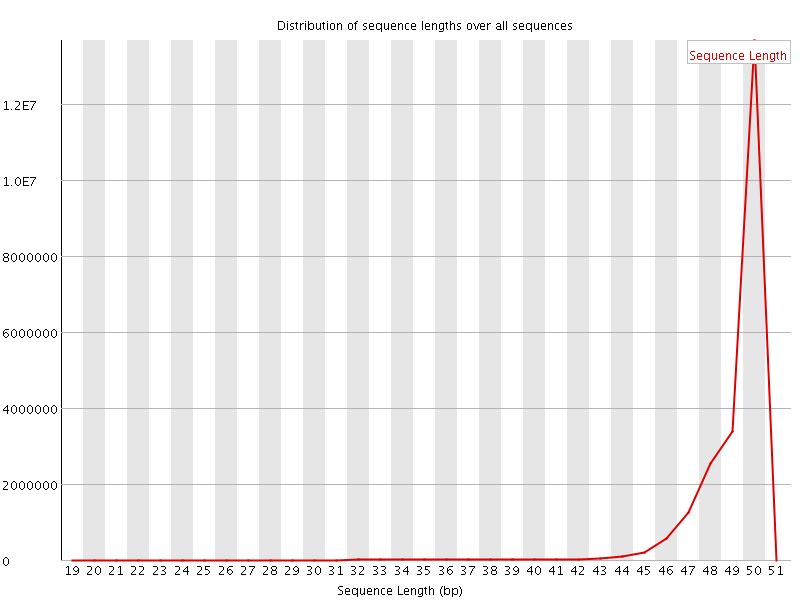 Distribution of sequence lengths over all sequences
Sequence Length
1.2E7
1.0E7
8000000
6000000
4000000
2000000
0
19 20 21 22 23 24 25 26 27 28 29 30 31 32 33 34 35 36 37 38 39 40 41 42 43 44 45 46 47 48 49 50 51
Sequence Length (bp)